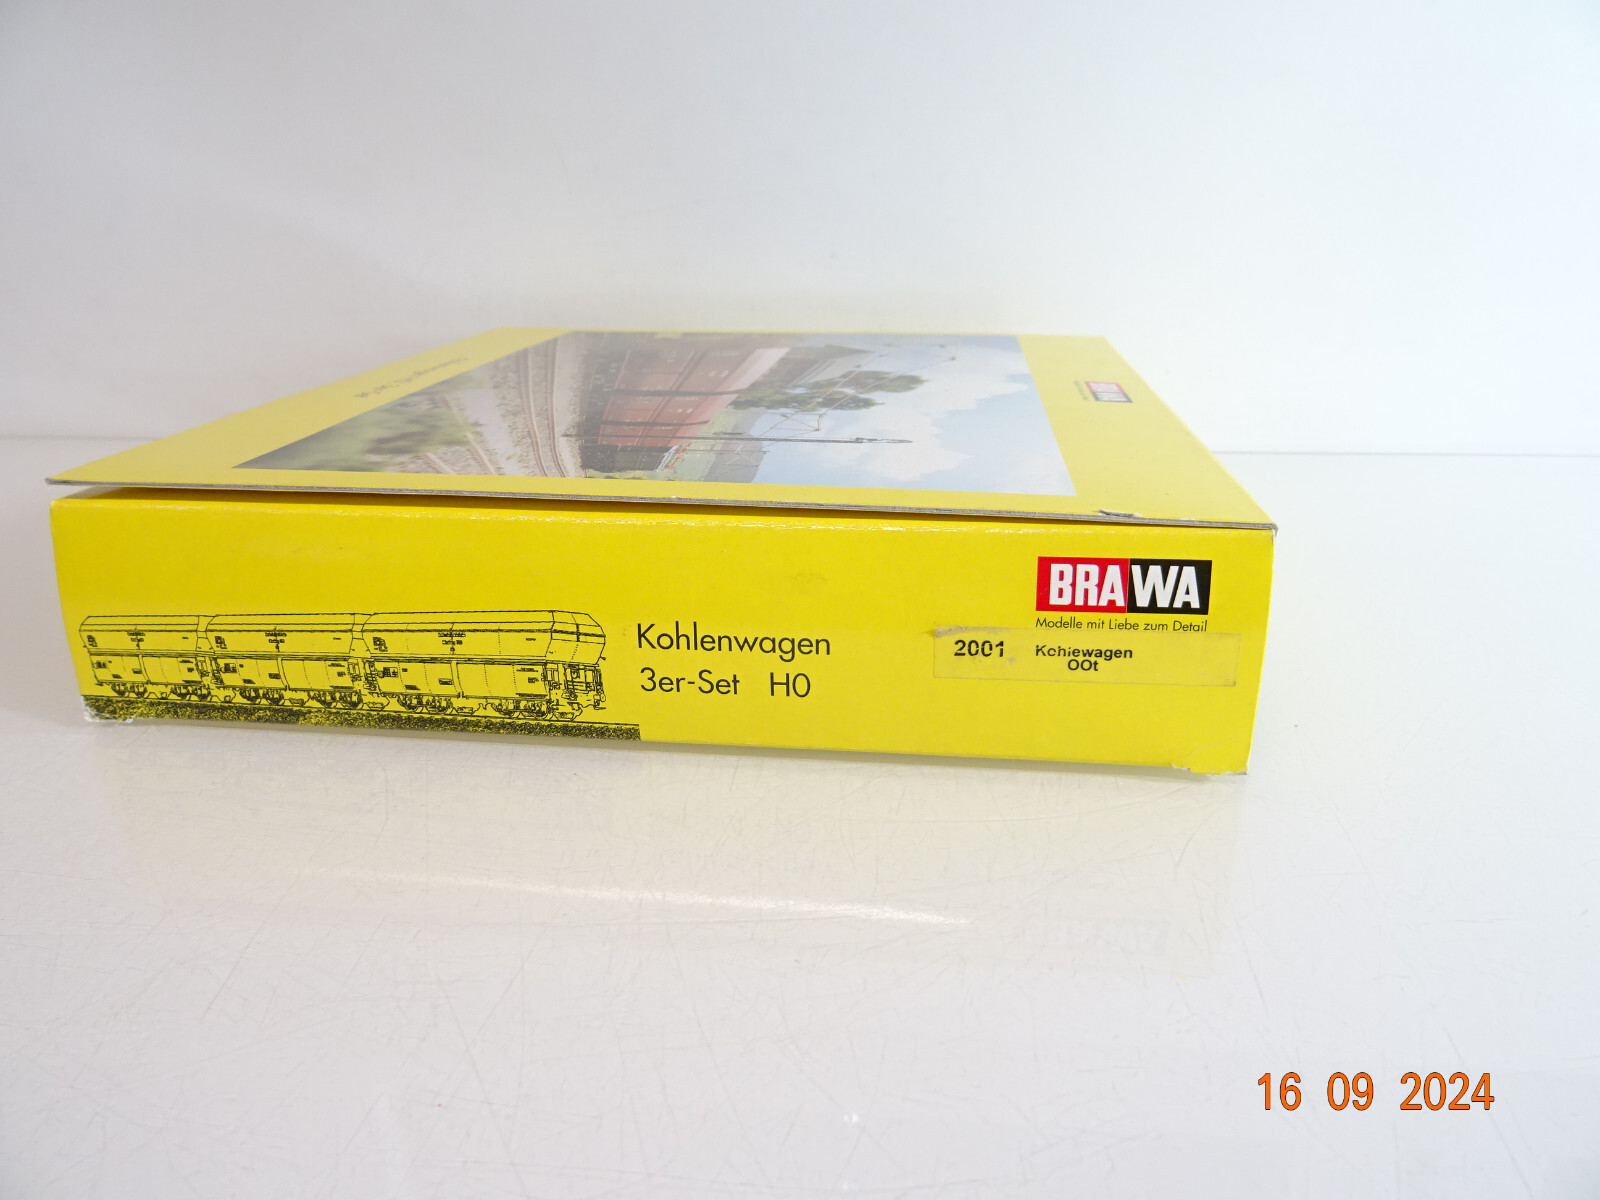 BRAWA
Modelle mit Liebe zum Detail
Kohlenwagen
3er-Set H0
2001 Kohlewagen
OOt
16 09 2024